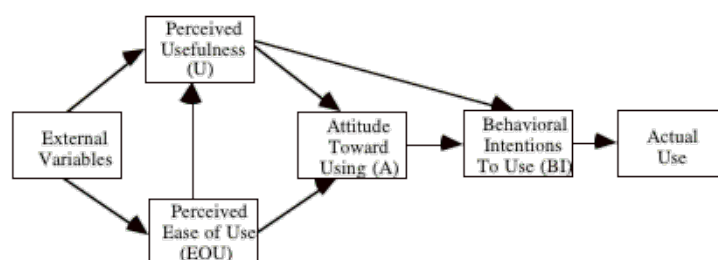 Perceived
Usefulness
(U)
External
Variables
Perceived
Ease of Use
(EOU)
Attitude
Toward
Using (A)
Behavioral
Intentions
To Use (BI)
Actual
Use